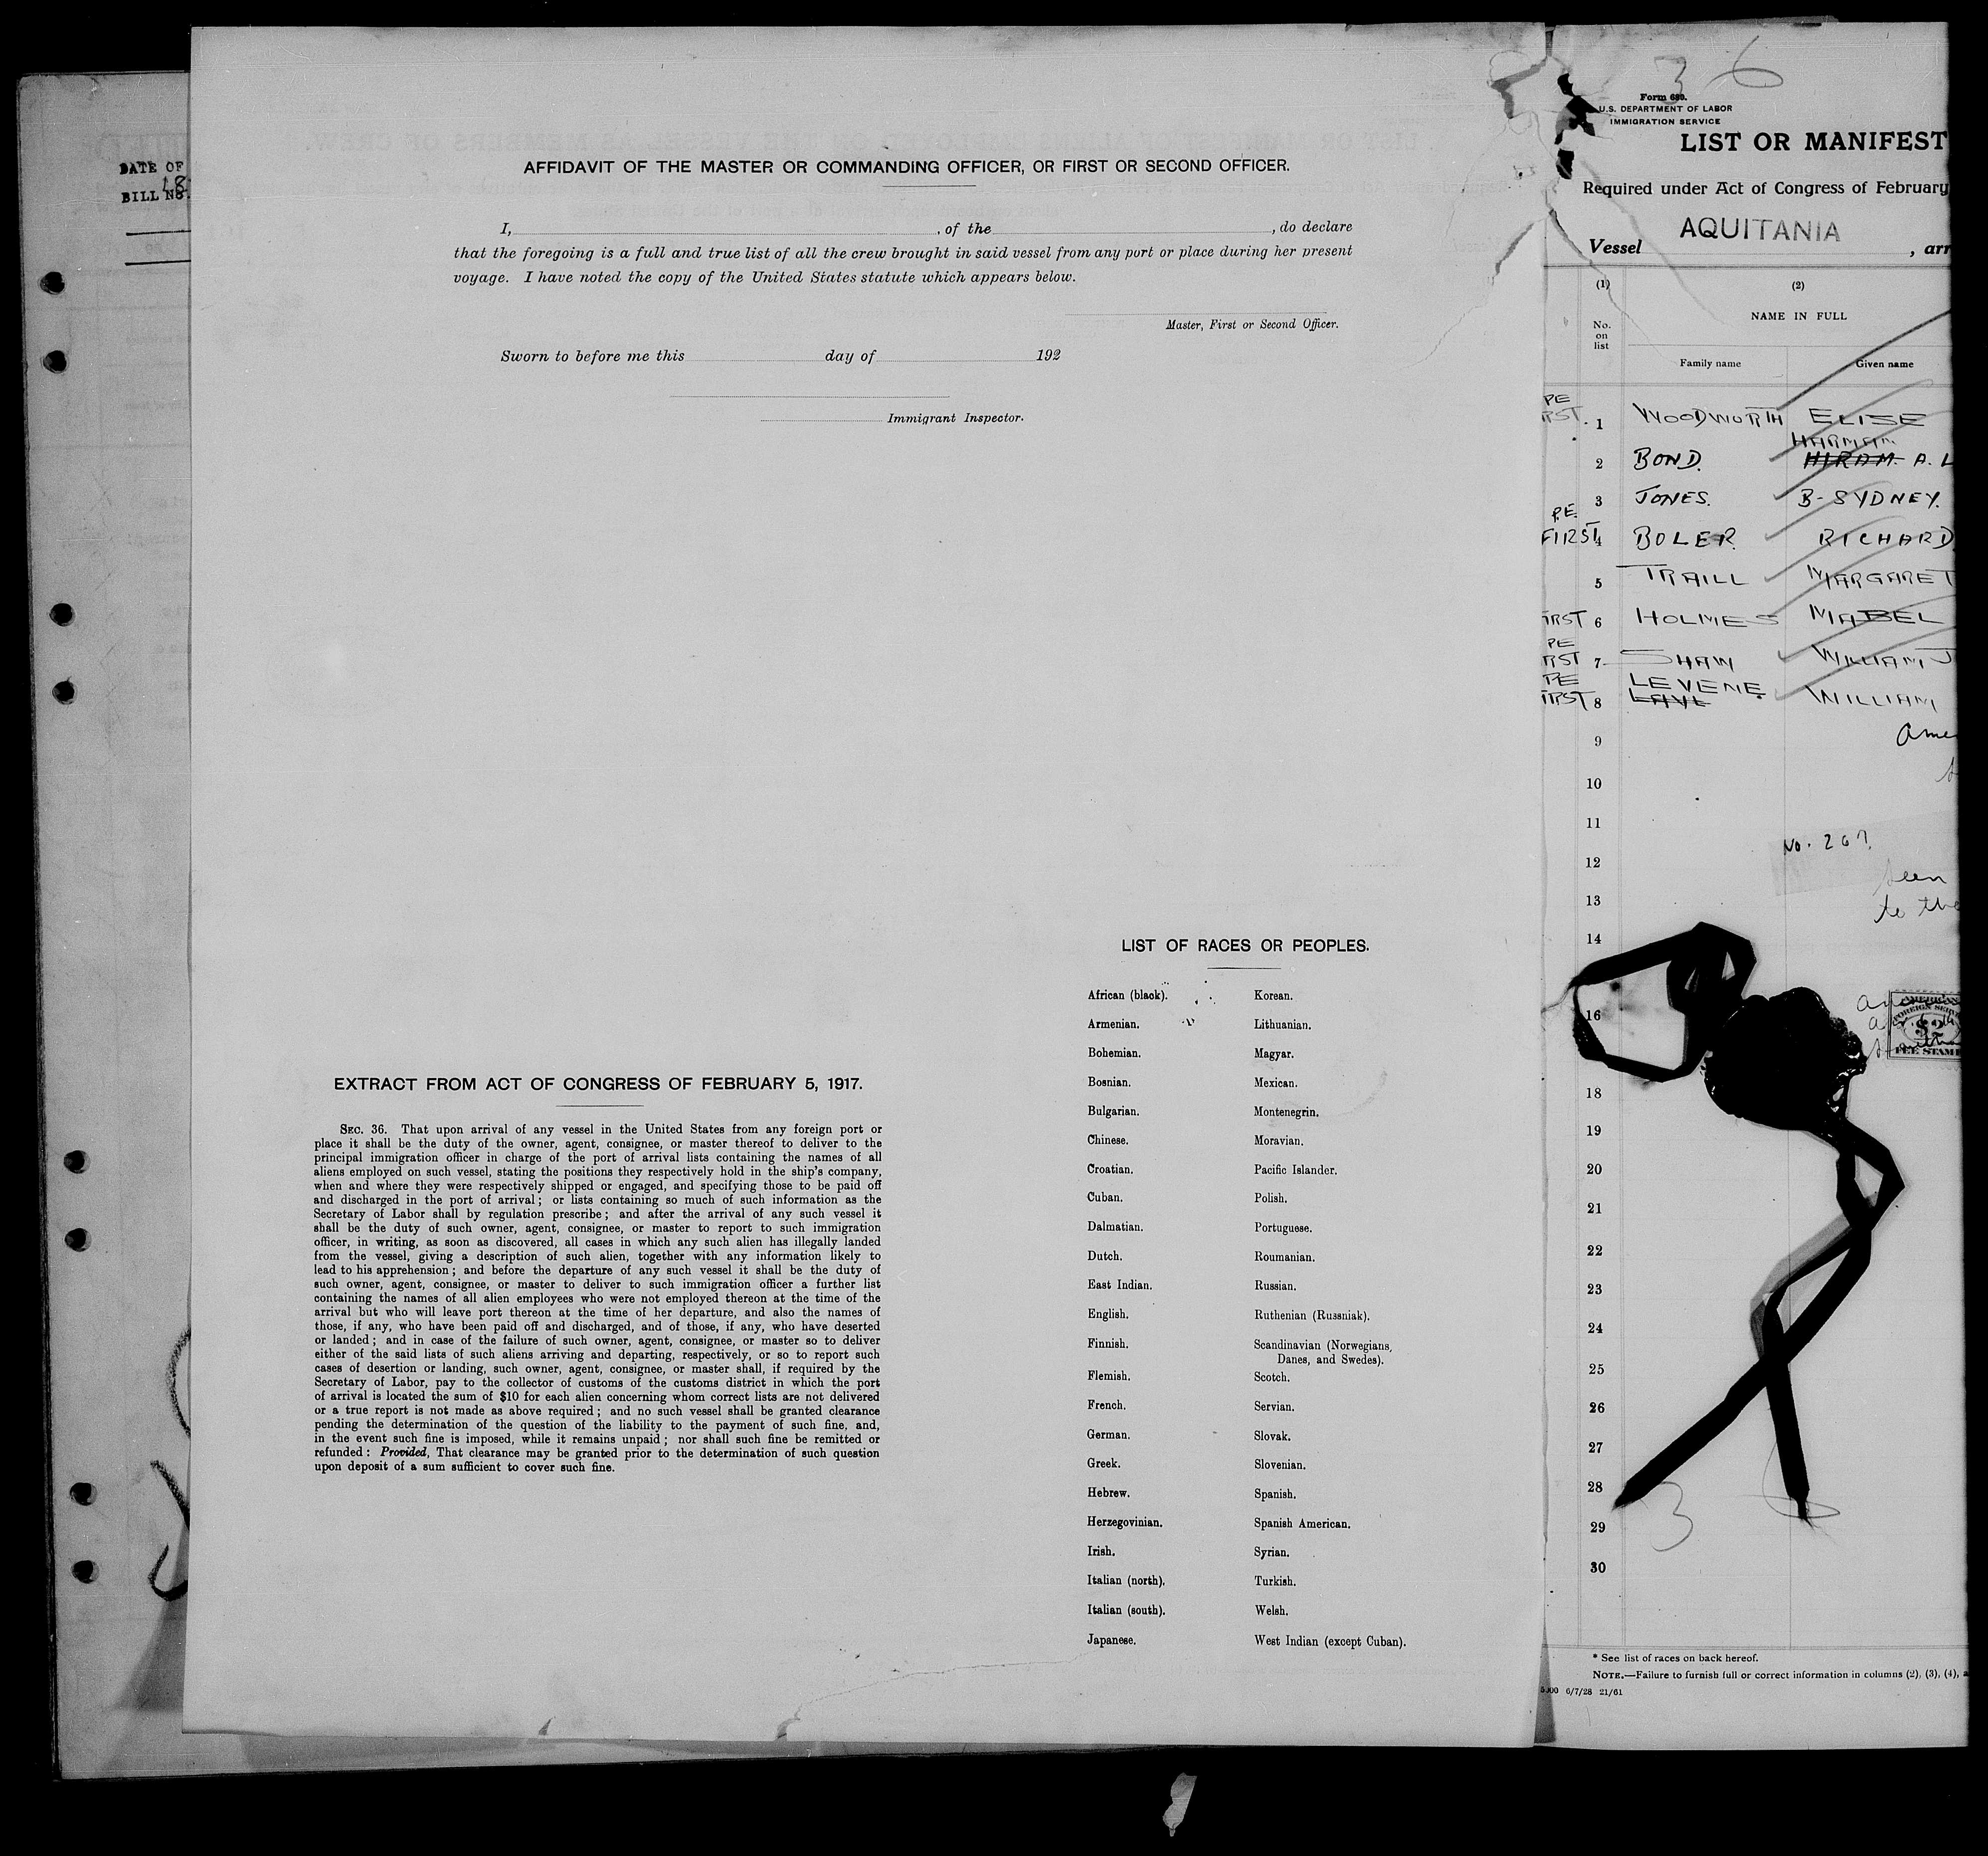 DATE OF
BILL No.
AFFIDAVIT OF THE MASTER OR COMMANDING OFFICER, OR FIRST OR SECOND OFFICER.
I, , of the , do declare
that the foregoing is a full and true list of all the crew brought in said vessel from any port or place during her present
voyage. I have noted the copy of the United States statute which appears below.
Master, First or Second Officer.
Sworn to before me this day of 192
Immigrant Inspector.
EXTRACT FROM ACT OF CONGRESS OF FEBRUARY 5, 1917.
SEC. 36. That upon arrival of any vessel in the United States from any foreign port or
place it shall be the duty of the owner, agent, consignee, or master thereof to deliver to the
principal immigration officer in charge of the port of arrival lists containing the names of all
aliens employed on such vessel, stating the positions they respectively hold in the ship's company,
when and where they were respectively shipped or engaged, and specifying those to be paid off
and discharged in the port of arrival; or lists containing so much of such information as the
Secretary of Labor shall by regulation prescribe; and after the arrival of any such vessel it
shall be the duty of such owner, agent, consignee, or master to report to such immigration
officer, in writing, as soon as discovered, all cases in which any such alien has illegally landed
from the vessel, giving a description of such alien, together with any information likely to
lead to his apprehension; and before the departure of any such vessel it shall be the duty of
such owner, agent, consignee, or master to deliver to such immigration officer a further list
containing the names of all alien employees who were not employed thereon at the time of the
arrival but who will leave port thereon at the time of her departure, and also the names of
those, if any, who have been paid off and discharged, and of those, if any, who have deserted
or landed; and in case of the failure of such owner, agent, consignee, or master so to deliver
either of the said lists of such aliens arriving and departing, respectively, or so to report such
cases of desertion or landing, such owner, agent, consignee, or master shall, if required by the
Secretary of Labor, pay to the collector of customs of the customs district in which the port
of arrival is located the sum of $10 for each alien concerning whom correct lists are not delivered
or a true report is not made as above required; and no such vessel shall be granted clearance
pending the determination of the question of the liability to the payment of such fine, and,
in the event such fine is imposed, while it remains unpaid; nor shall such fine be remitted or
refunded: Provided, That clearance may be granted prior to the determination of such question
upon deposit of a sum sufficient to cover such fine.
LIST OF RACES OR PEOPLES.
African (black). Korean.
Armenian. Lithuanian.
Bohemian. Magyar.
Bosnian. Mexican.
Bulgarian. Montenegrin.
Chinese. Moravian.
Croatian. Pacific Islander.
Cuban. Polish.
Dalmatian. Portuguese.
Dutch. Roumanian.
East Indian. Russian.
English. Ruthenian (Russniak).
Finnish. Scandinavian (Norwegians,
Danes, and Swedes).
Flemish. Scotch.
French. Servian.
German. Slovak.
Greek. Slovenian.
Hebrew. Spanish.
Herzegovinian. Spanish American.
Irish. Syrian.
Italian (north). Turkish.
Italian (south). Welsh.
Japanese. West Indian (except Cuban).
36
Form 680.
U.S. DEPARTMENT OF LABOR
IMMIGRATION SERVICE
LIST OR MANIFEST
Required under Act of Congress of February
Vessel AQUITANIA , arr
(1) (2)
No. on list
NAME IN FULL
Family name Given name
PE
RST. 1 WOODWORTH ELISE
HARMAN
2 BOND. HIRAM. A. L
3 JONES. B-SYDNEY.
P.E.
FIRST 4 BOLER. RICHARD
5 TRAILL MARGARET
IRST 6 HOLMES MABEL
PE
RST 7 SHAW WILLIAM J
PE LEVENE.
IRST 8 WILLIAM
9
10
11
No. 267.
12
Seen
13
to the
14
16
AMERICAN
FOREIGN SERV
$2
FEE STAMP
18
19
20
21
22
23
24
25
26
27
28
3
29
30
* See list of races on back hereof.
NOTE.—Failure to furnish full or correct information in columns (2), (3), (4),
6/7/28 21/61